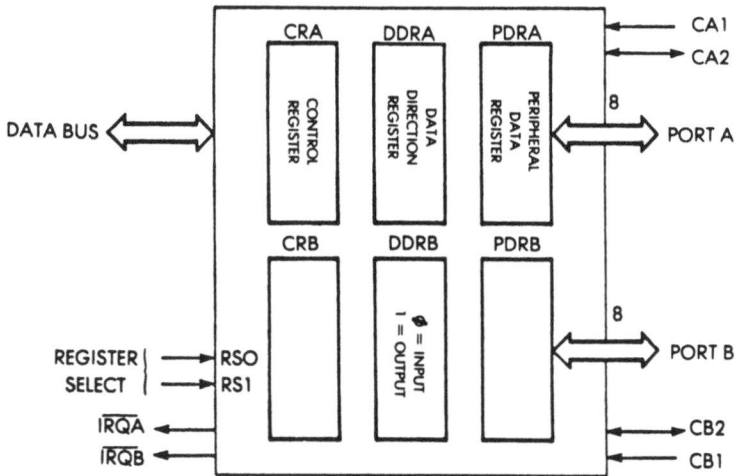 CRA DDRA PDRA
CA1
CA2
CONTROL
REGISTER
DATA
DIRECTION
REGISTER
PERIPHERAL
DATA
REGISTER
8
DATA BUS
PORT A
CRB DDRB PDRB
0̸ = INPUT
1 = OUTPUT
8
PORT B
REGISTER
SELECT
RSO
RS1
IRQA
IRQB
CB2
CB1